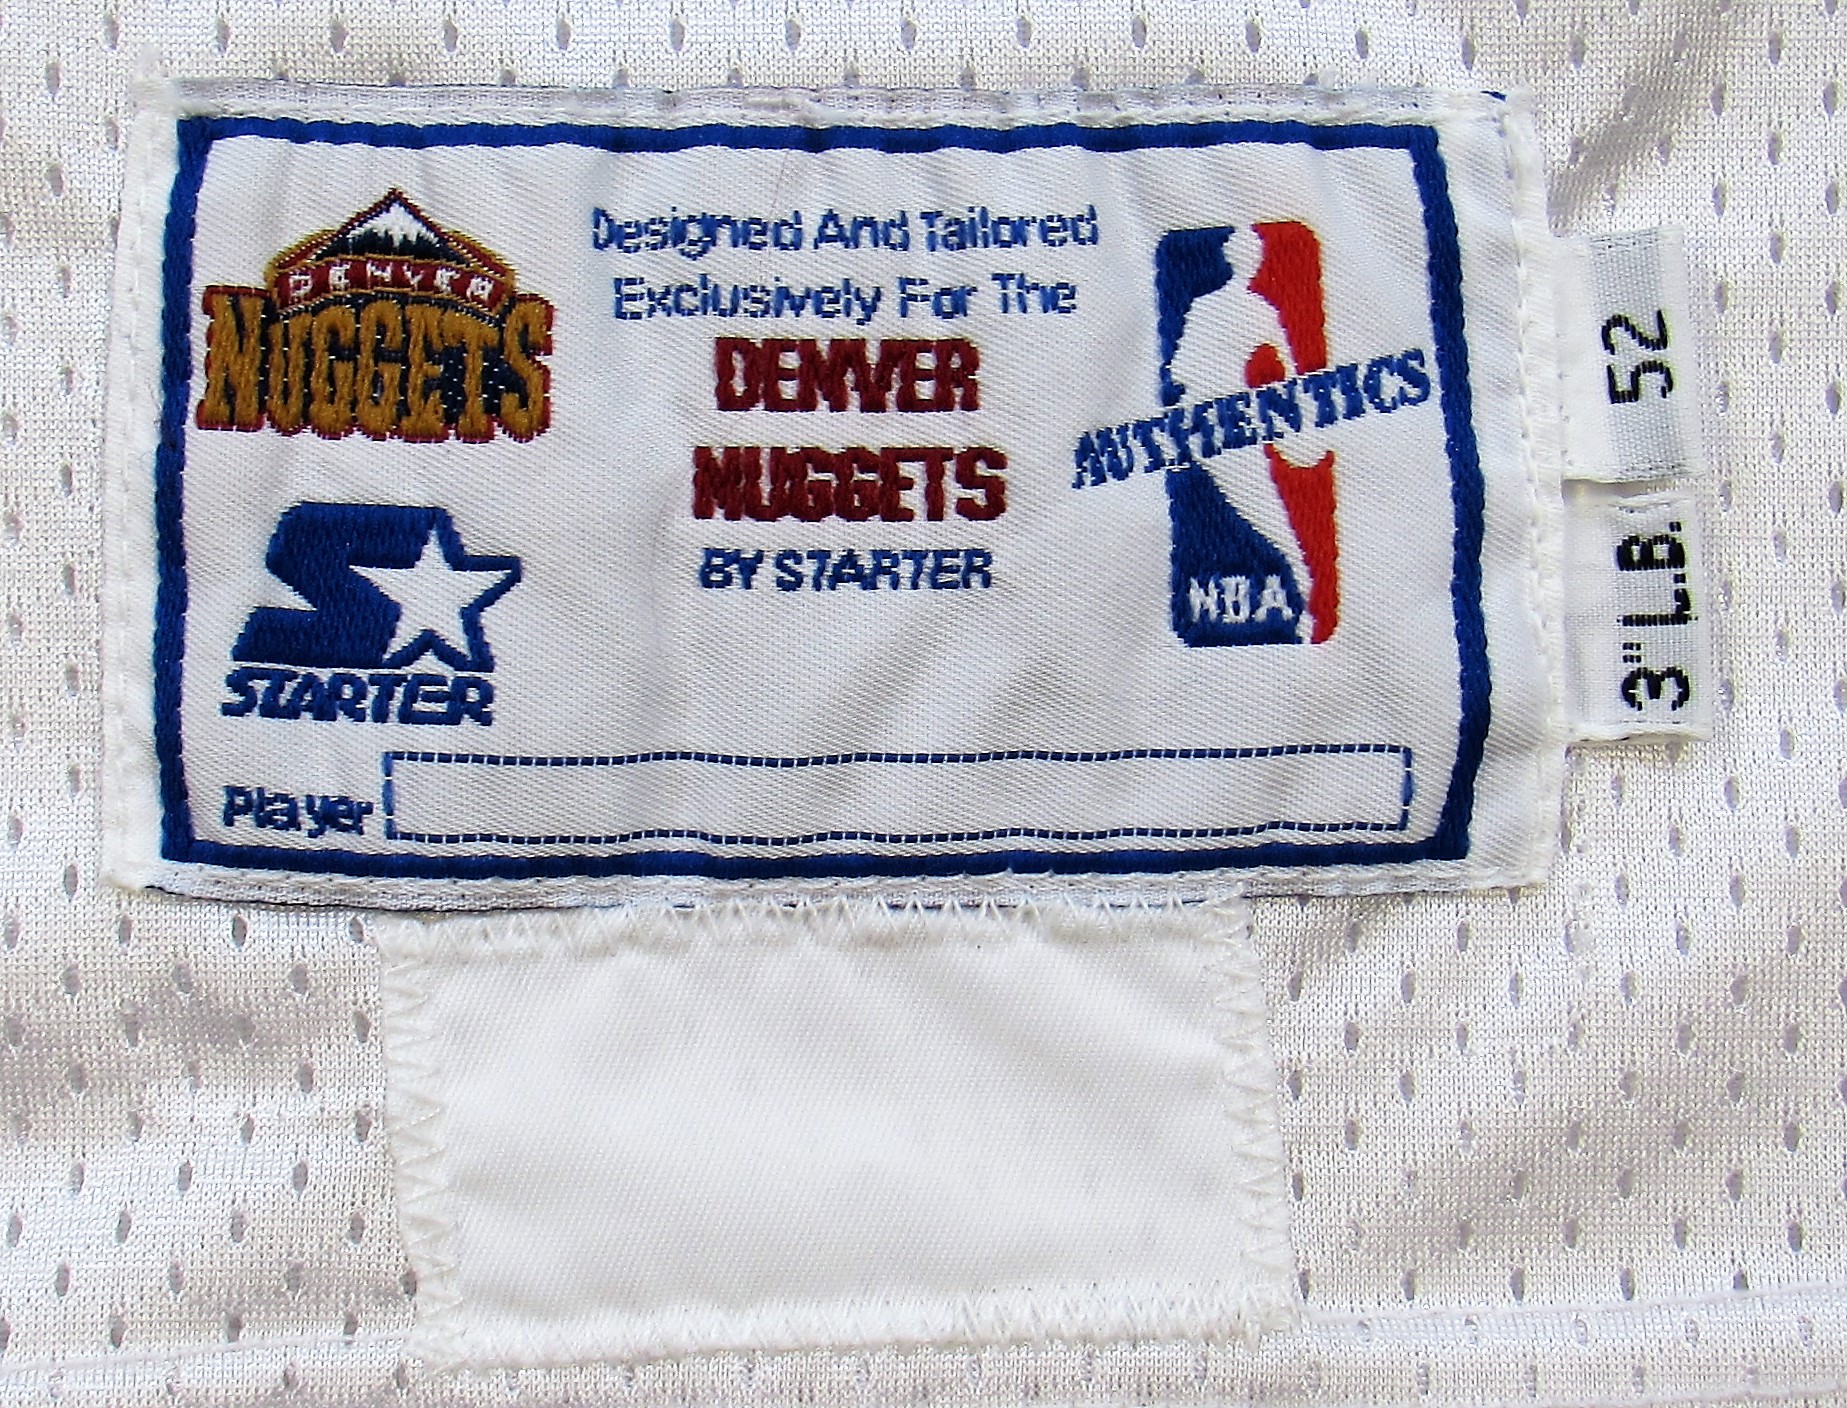 DENVER
NUGGETS
Designed And Tailored
Exclusively For The
DENVER
NUGGETS
BY STARTER
AUTHENTICS
NBA
STARTER
Player
52
3" L.B.